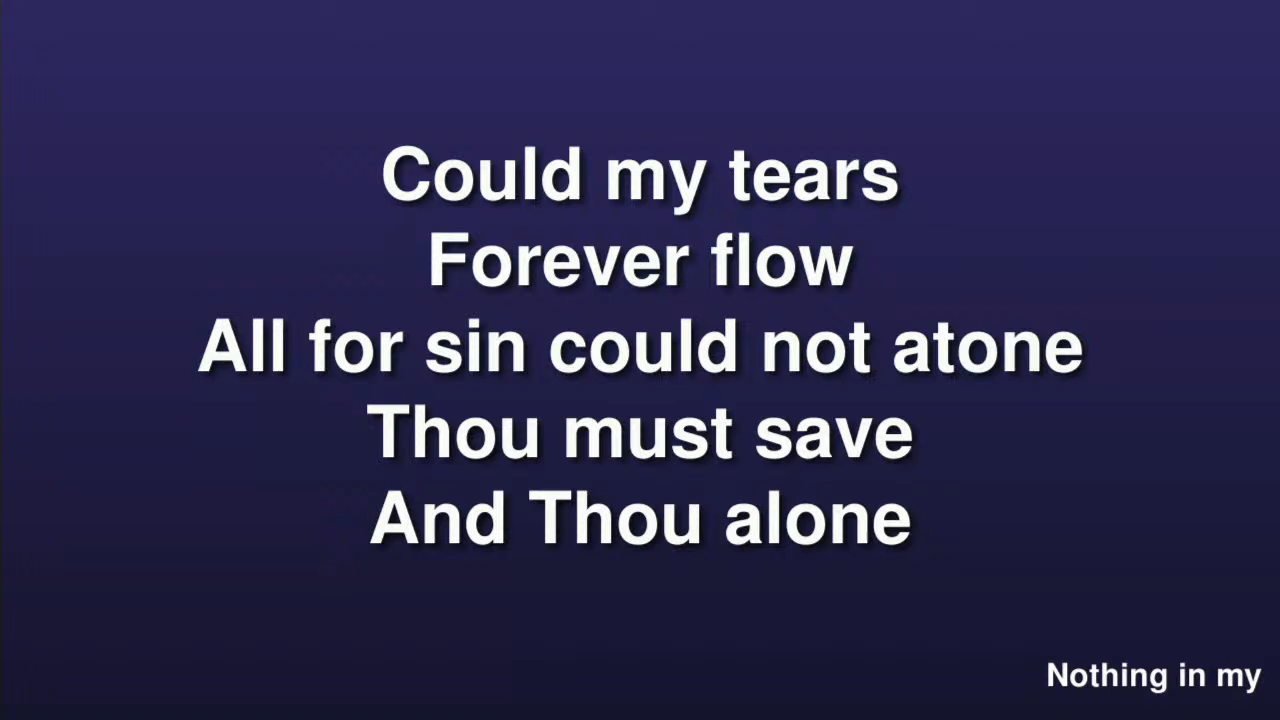 Could my tears
Forever flow
All for sin could not atone
Thou must save
And Thou alone
Nothing in my